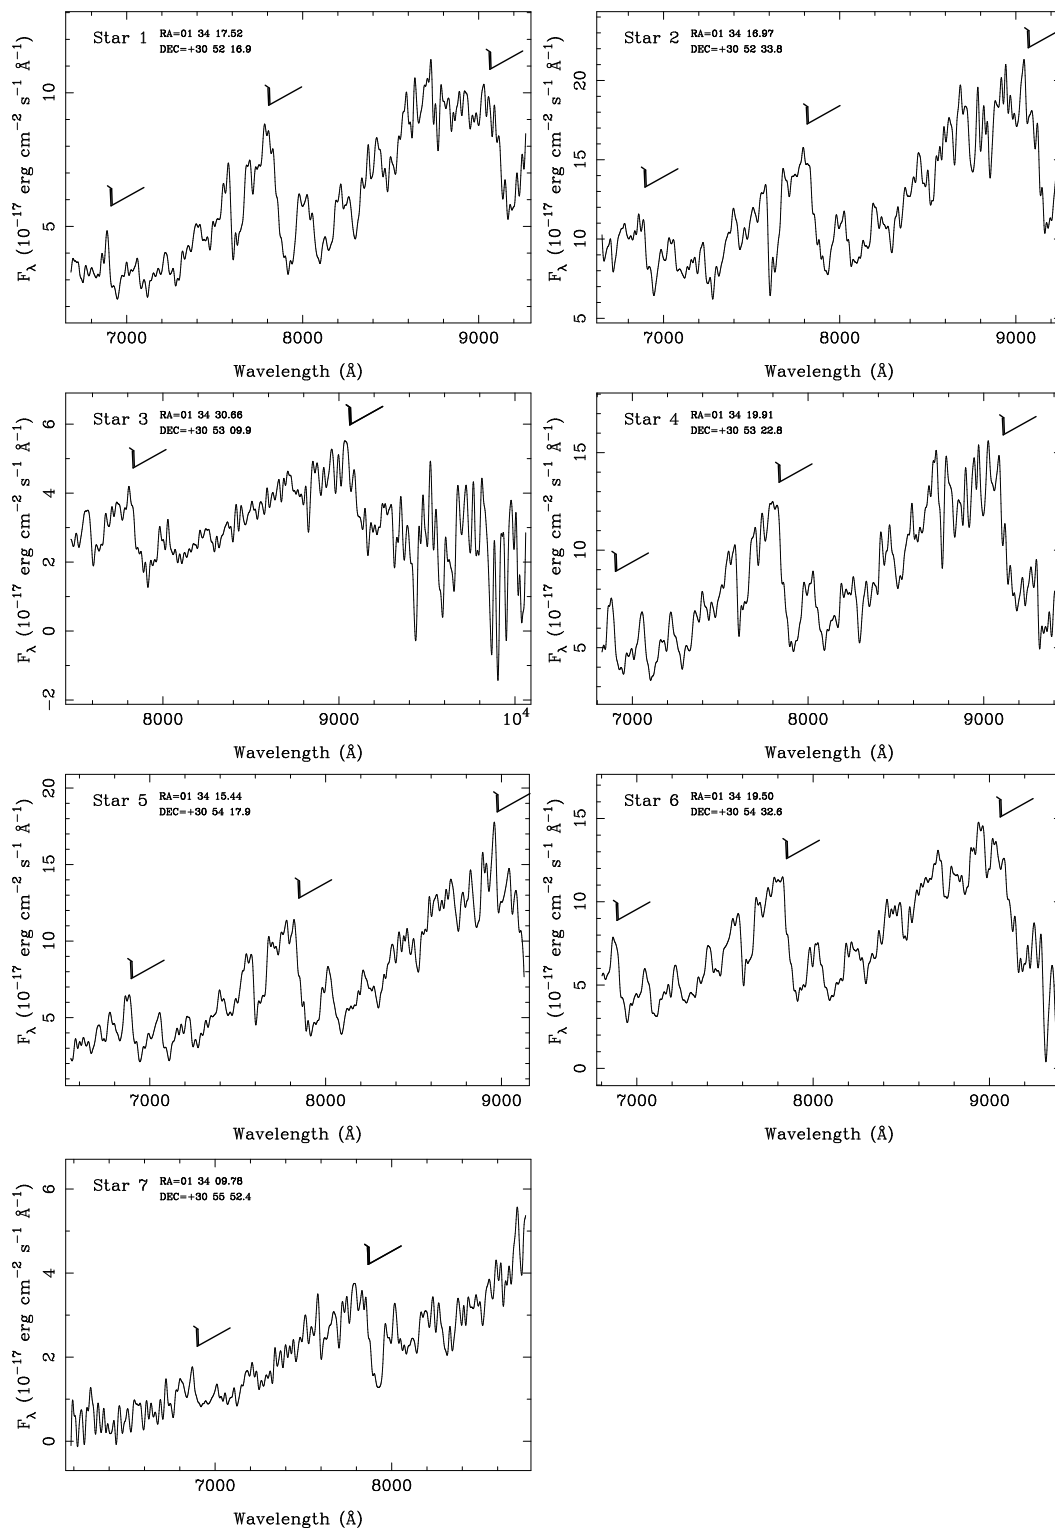 Star 1 RA=01 34 17.52
DEC=+30 52 16.9
F_λ (10⁻¹⁷ erg cm⁻² s⁻¹ Å⁻¹)
10
5
7000 8000 9000
Wavelength (Å)
Star 2 RA=01 34 16.97
DEC=+30 52 33.8
F_λ (10⁻¹⁷ erg cm⁻² s⁻¹ Å⁻¹)
20
15
10
5
7000 8000 9000
Wavelength (Å)
Star 3 RA=01 34 30.66
DEC=+30 53 09.9
F_λ (10⁻¹⁷ erg cm⁻² s⁻¹ Å⁻¹)
6
4
2
0
−2
8000 9000 10⁴
Wavelength (Å)
Star 4 RA=01 34 19.91
DEC=+30 53 22.8
F_λ (10⁻¹⁷ erg cm⁻² s⁻¹ Å⁻¹)
15
10
5
7000 8000 9000
Wavelength (Å)
Star 5 RA=01 34 15.44
DEC=+30 54 17.9
F_λ (10⁻¹⁷ erg cm⁻² s⁻¹ Å⁻¹)
20
15
10
5
7000 8000 9000
Wavelength (Å)
Star 6 RA=01 34 19.50
DEC=+30 54 32.6
F_λ (10⁻¹⁷ erg cm⁻² s⁻¹ Å⁻¹)
15
10
5
0
7000 8000 9000
Wavelength (Å)
Star 7 RA=01 34 09.78
DEC=+30 55 52.4
F_λ (10⁻¹⁷ erg cm⁻² s⁻¹ Å⁻¹)
6
4
2
0
7000 8000
Wavelength (Å)